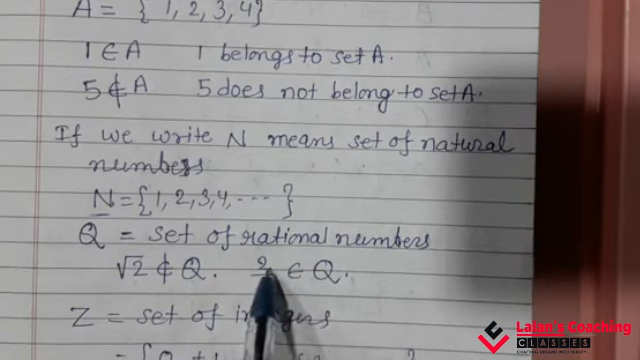 A = { 1, 2, 3, 4}
1 ∈ A 1 belongs to set A.
5 ∉ A 5 does not belong to set A.
If we write N means set of natural
numbers
N = {1, 2, 3, 4, ---- }
Q = set of rational numbers
√2 ∉ Q. 2 ∈ Q.
Z = set of
Lalan's Coaching
CLASSES